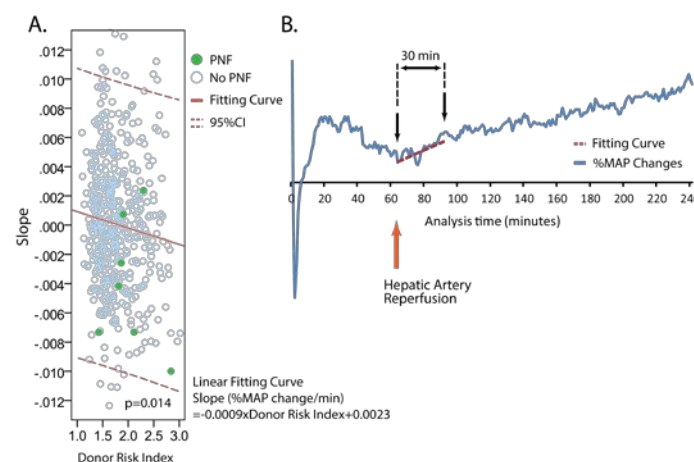 A.
.012
.010
.008
.006
.004
.002
.000
-.002
-.004
-.006
-.008
-.010
-.012
Slope
p=0.014
1.0 1.5 2.0 2.5 3.0
Donor Risk Index
PNF
No PNF
Fitting Curve
95%CI
Linear Fitting Curve
Slope (%MAP change/min)
=-0.0009xDonor Risk Index+0.0023
B.
30 min
Fitting Curve
%MAP Changes
0 20 40 60 80 100 120 140 160 180 200 220 240
Analysis time (minutes)
Hepatic Artery
Reperfusion